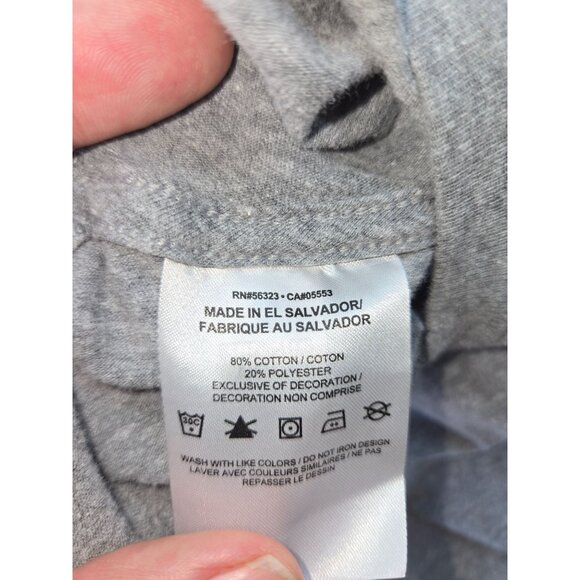 RN#56323 • CA#05553
MADE IN EL SALVADOR/
FABRIQUE AU SALVADOR
80% COTTON / COTON
20% POLYESTER
EXCLUSIVE OF DECORATION /
DECORATION NON COMPRISE
30C
WASH WITH LIKE COLORS / DO NOT IRON DESIGN
LAVER AVEC COULEURS SIMILAIRES / NE PAS
REPASSER LE DESSIN